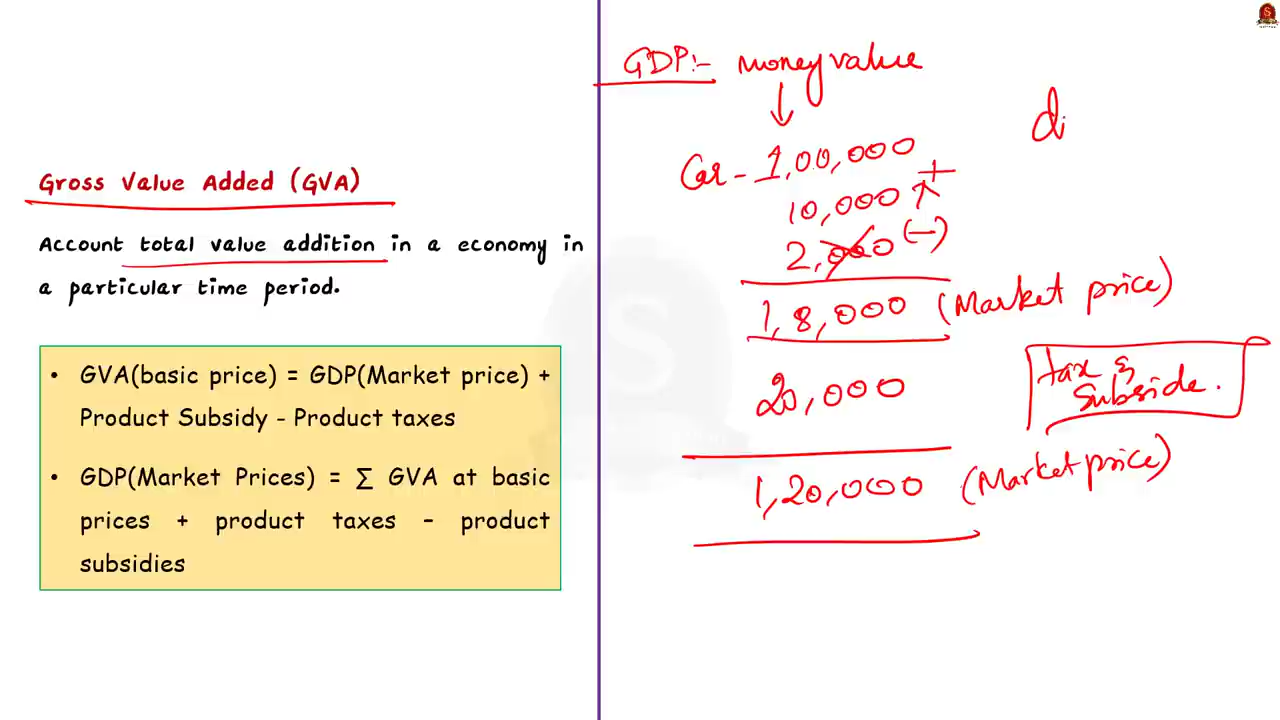 Gross Value Added (GVA)
Account total value addition in a economy in
a particular time period.
• GVA(basic price) = GDP(Market price) +
Product Subsidy - Product taxes
• GDP(Market Prices) = ∑ GVA at basic
prices + product taxes - product
subsidies
GDP:- money value
Car - 1,00,000
10,000 +
2,000 (-)
1,8,000 (Market price)
20,000
1,20,000 (Market price)
di
tax &
Subside.